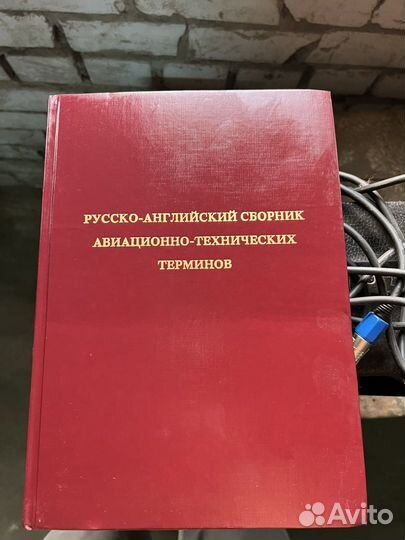 РУССКО-АНГЛИЙСКИЙ СБОРНИК
АВИАЦИОННО-ТЕХНИЧЕСКИХ
ТЕРМИНОВ
Avito